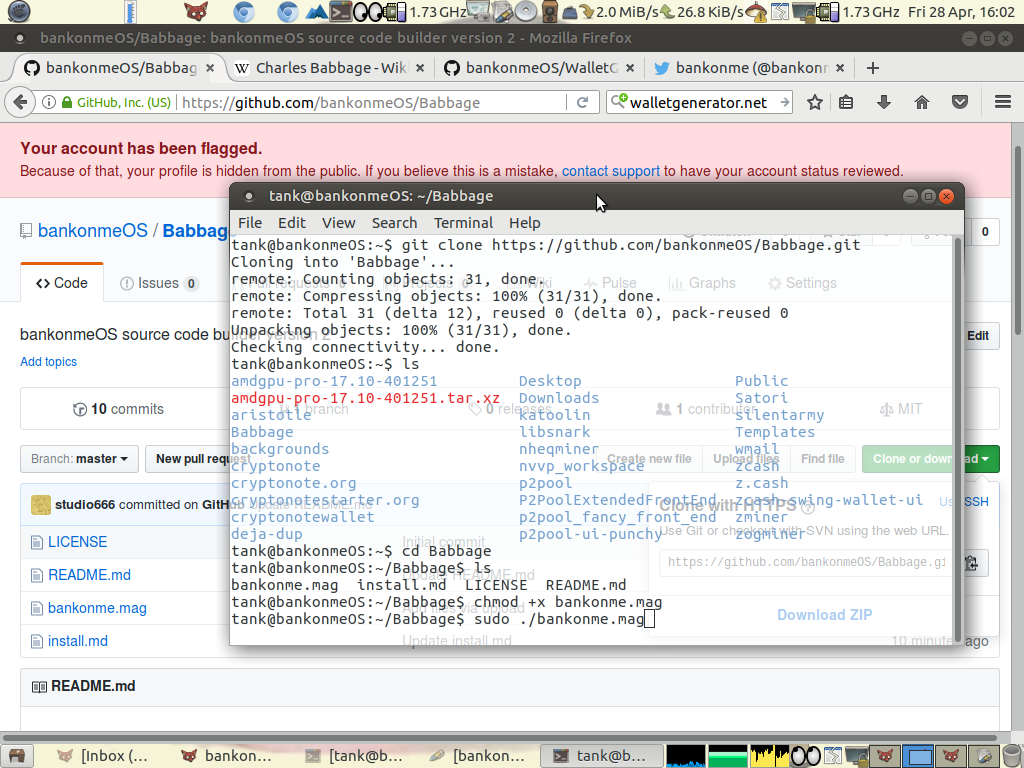 1.73 GHz 2.0 MiB/s 26.8 KiB/s 1.73 GHz Fri 28 Apr, 16:02
bankonmeOS/Babbage: bankonmeOS source code builder version 2 - Mozilla Firefox
bankonmeOS/Babbag × Charles Babbage - Wiki × bankonmeOS/WalletG × bankonme (@bankonm × +
GitHub, Inc. (US) https://github.com/bankonmeOS/Babbage walletgenerator.net
Your account has been flagged.
Because of that, your profile is hidden from the public. If you believe this is a mistake, contact support to have your account status reviewed.
tank@bankonmeOS: ~/Babbage
File Edit View Search Terminal Help
bankonmeOS / Babbag
0
tank@bankonmeOS:~$ git clone https://github.com/bankonmeOS/Babbage.git
Cloning into 'Babbage'...
remote: Counting objects: 31, done.
remote: Compressing objects: 100% (31/31), done.
remote: Total 31 (delta 12), reused 0 (delta 0), pack-reused 0
Unpacking objects: 100% (31/31), done.
Checking connectivity... done.
tank@bankonmeOS:~$ ls
amdgpu-pro-17.10-401251 Desktop Public
amdgpu-pro-17.10-401251.tar.xz Downloads Satori
aristotle katoolin silentarmy
Babbage libsnark Templates
backgrounds nheqminer wmail
cryptonote nvvp_workspace zcash
cryptonote.org p2pool z.cash
cryptonotestarter.org P2PoolExtendedFrontEnd zcash-swing-wallet-ui
cryptonotewallet p2pool_fancy_front_end zminer
deja-dup p2pool-ui-punchy zogminer
tank@bankonmeOS:~$ cd Babbage
tank@bankonmeOS:~/Babbage$ ls
bankonme.mag install.md LICENSE README.md
tank@bankonmeOS:~/Babbage$ chmod +x bankonme.mag
tank@bankonmeOS:~/Babbage$ sudo ./bankonme.mag
Code Issues 0 Pull requests Projects Wiki Pulse Graphs Settings
bankonmeOS source code builder version 2
Edit
Add topics
10 commits 1 branch 0 releases 1 contributor MIT
Branch: master New pull request Create new file Upload files Find file Clone or download
studio666 committed on GitHub Update README.md
Clone with HTTPS Use SSH
Use Git or checkout with SVN using the web URL.
https://github.com/bankonmeOS/Babbage.gi
Download ZIP
LICENSE Initial commit
README.md Update README.md
bankonme.mag Add files via upload
install.md Update install.md 10 minutes ago
README.md
[Inbox (... bankon... [tank@b... [bankon... tank@b...